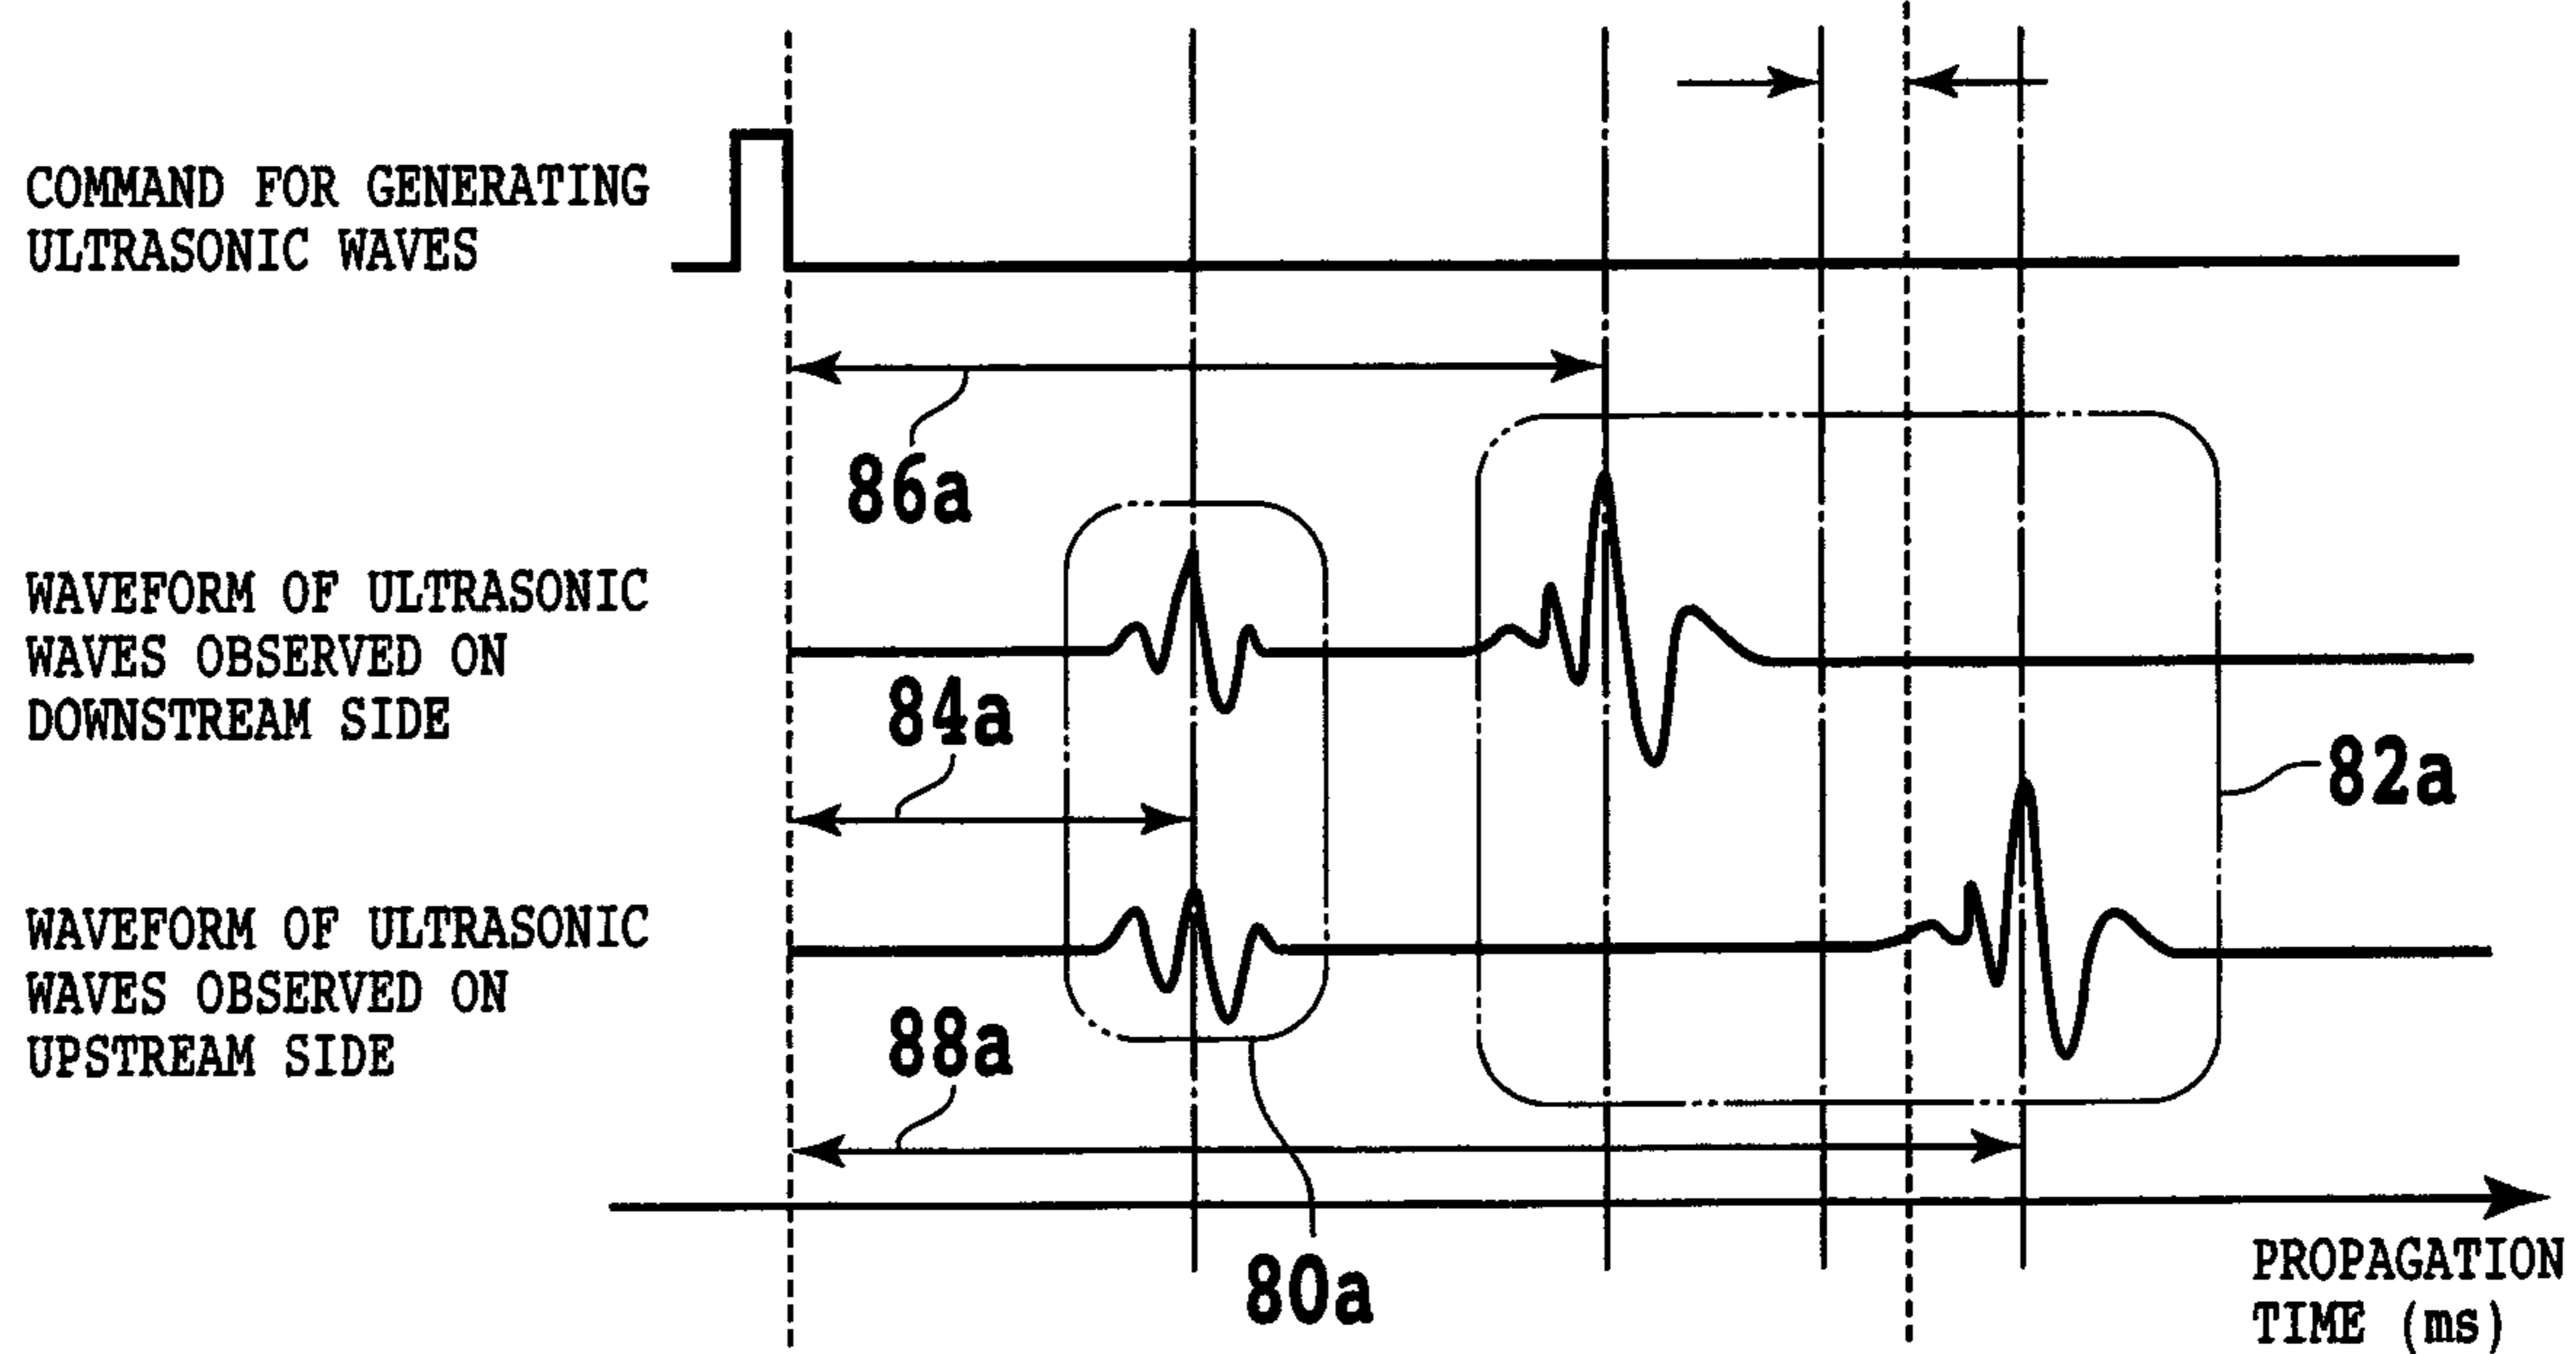 COMMAND FOR GENERATING
ULTRASONIC WAVES
86a
WAVEFORM OF ULTRASONIC
WAVES OBSERVED ON
DOWNSTREAM SIDE
84a
82a
WAVEFORM OF ULTRASONIC
WAVES OBSERVED ON
UPSTREAM SIDE
88a
80a
PROPAGATION
TIME (ms)